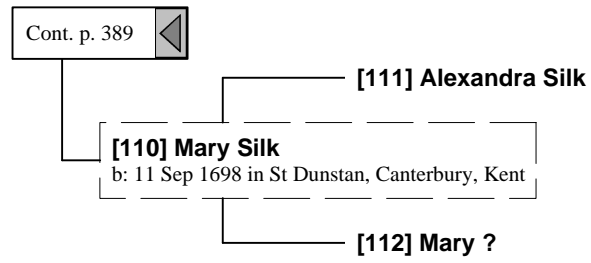 Cont. p. 389
[111] Alexandra Silk
[110] Mary Silk
b: 11 Sep 1698 in St Dunstan, Canterbury, Kent
[112] Mary ?